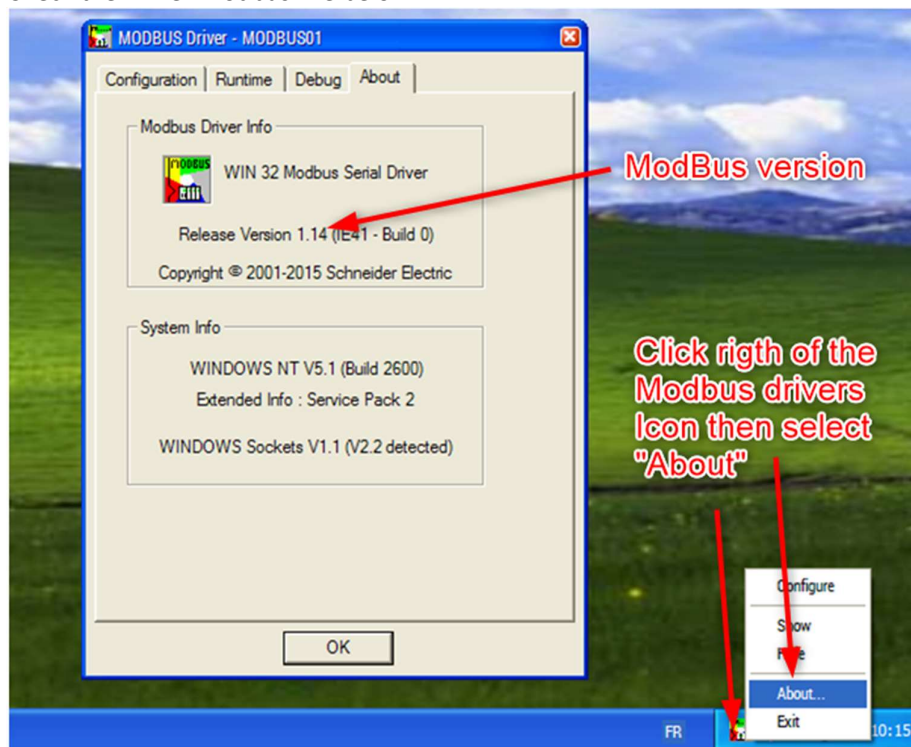 MODBUS Driver - MODBUS01
Configuration Runtime Debug About
Modbus Driver Info
MODBUS
WIN 32 Modbus Serial Driver
Release Version 1.14 (IE41 - Build 0)
Copyright © 2001-2015 Schneider Electric
System Info
WINDOWS NT V5.1 (Build 2600)
Extended Info : Service Pack 2
WINDOWS Sockets V1.1 (V2.2 detected)
OK
ModBus version
Click rigth of the
Modbus drivers
Icon then select
"About"
Configure
Show
About...
Exit
FR
10:15